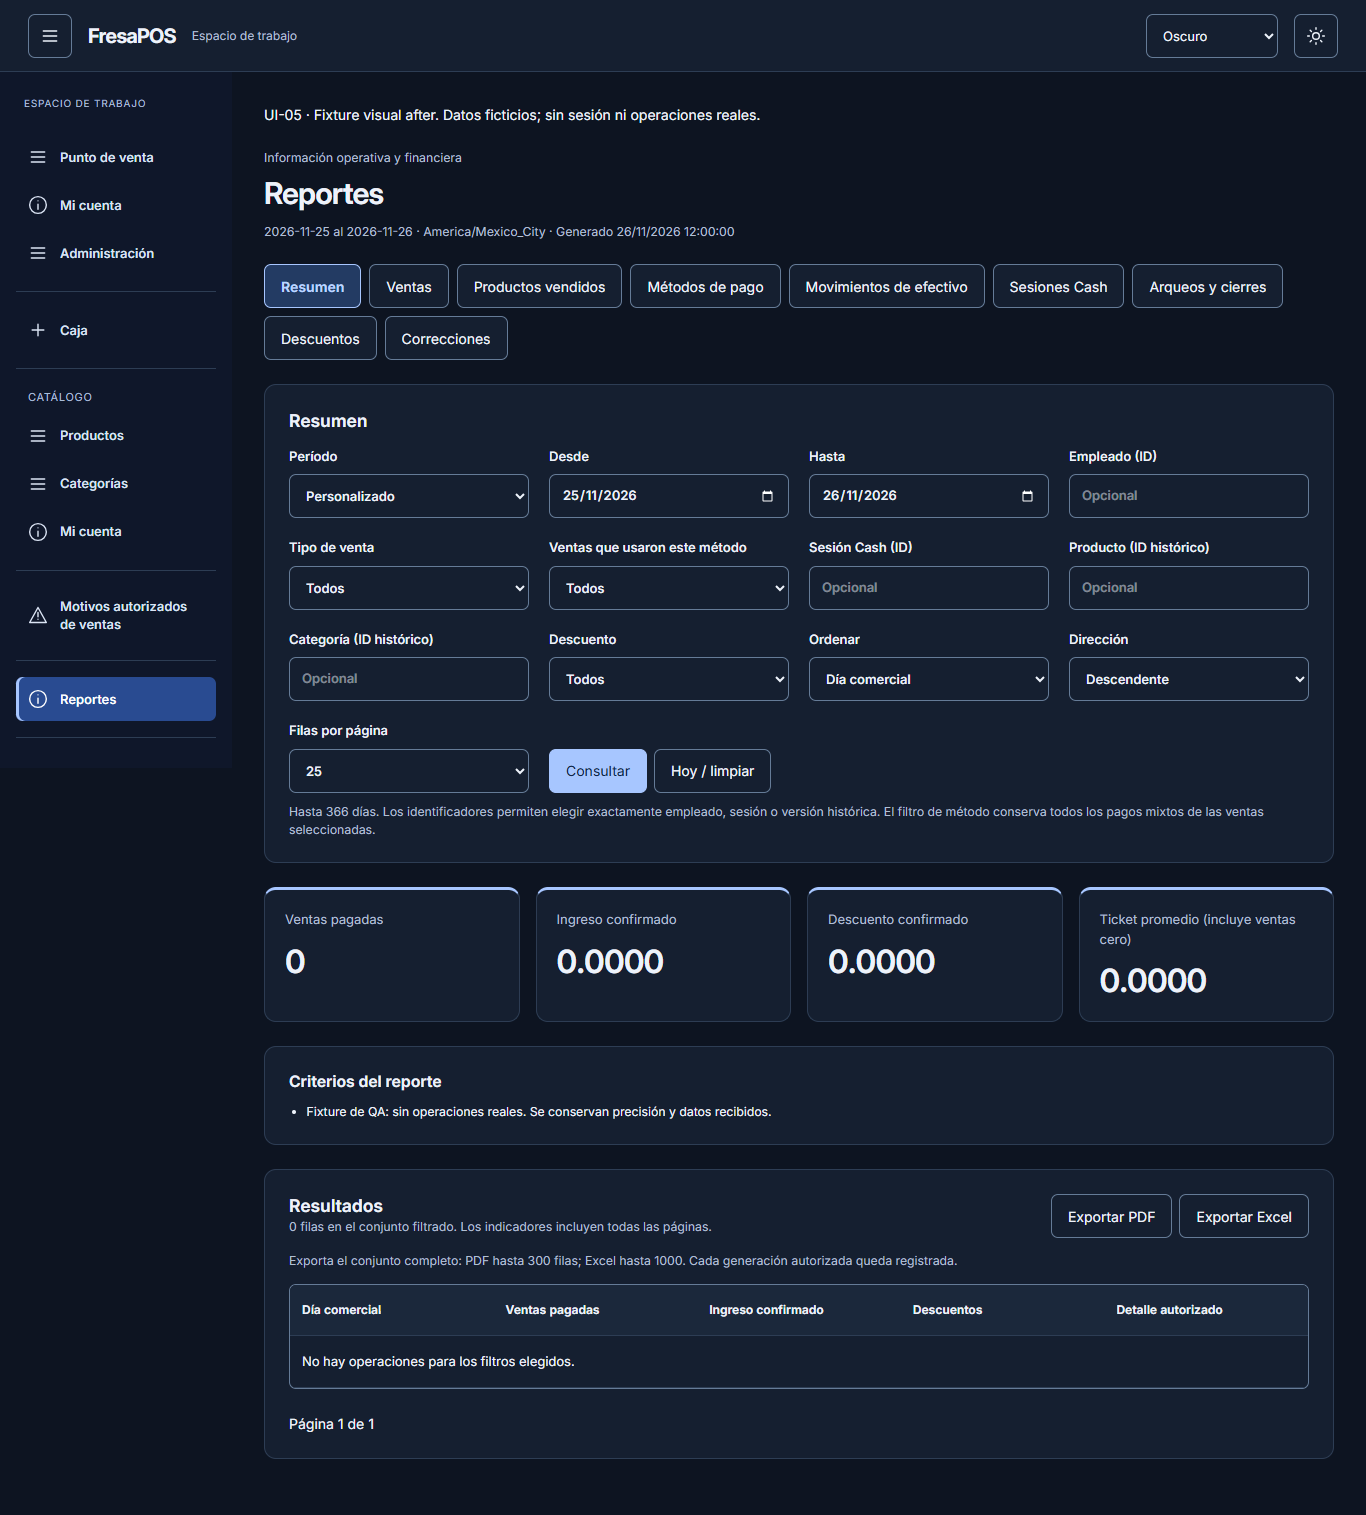 FresaPOS
Espacio de trabajo
Oscuro
ESPACIO DE TRABAJO
Punto de venta
Mi cuenta
Administración
Caja
CATÁLOGO
Productos
Categorías
Mi cuenta
Motivos autorizados
de ventas
Reportes
UI-05 · Fixture visual after. Datos ficticios; sin sesión ni operaciones reales.
Información operativa y financiera
Reportes
2026-11-25 al 2026-11-26 · America/Mexico_City · Generado 26/11/2026 12:00:00
Resumen
Ventas
Productos vendidos
Métodos de pago
Movimientos de efectivo
Sesiones Cash
Arqueos y cierres
Descuentos
Correcciones
Resumen
Período
Desde
Hasta
Empleado (ID)
Personalizado
25/11/2026
26/11/2026
Opcional
Tipo de venta
Ventas que usaron este método
Sesión Cash (ID)
Producto (ID histórico)
Todos
Todos
Opcional
Opcional
Categoría (ID histórico)
Descuento
Ordenar
Dirección
Opcional
Todos
Día comercial
Descendente
Filas por página
25
Consultar
Hoy / limpiar
Hasta 366 días. Los identificadores permiten elegir exactamente empleado, sesión o versión histórica. El filtro de método conserva todos los pagos mixtos de las ventas
seleccionadas.
Ventas pagadas
0
Ingreso confirmado
0.0000
Descuento confirmado
0.0000
Ticket promedio (incluye ventas
cero)
0.0000
Criterios del reporte
• Fixture de QA: sin operaciones reales. Se conservan precisión y datos recibidos.
Resultados
0 filas en el conjunto filtrado. Los indicadores incluyen todas las páginas.
Exportar PDF
Exportar Excel
Exporta el conjunto completo: PDF hasta 300 filas; Excel hasta 1000. Cada generación autorizada queda registrada.
Día comercial
Ventas pagadas
Ingreso confirmado
Descuentos
Detalle autorizado
No hay operaciones para los filtros elegidos.
Página 1 de 1